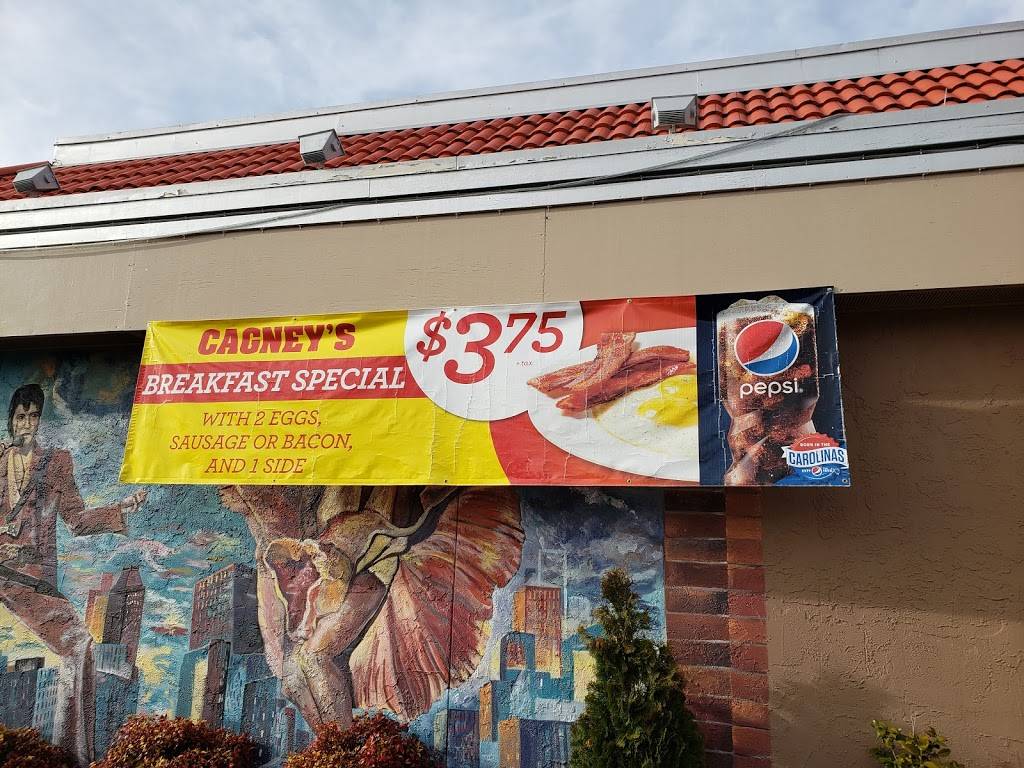 CAGNEY'S
BREAKFAST SPECIAL
WITH 2 EGGS,
SAUSAGE OR BACON,
AND 1 SIDE
$3.75
+ tax
pepsi
BORN IN THE
CAROLINAS